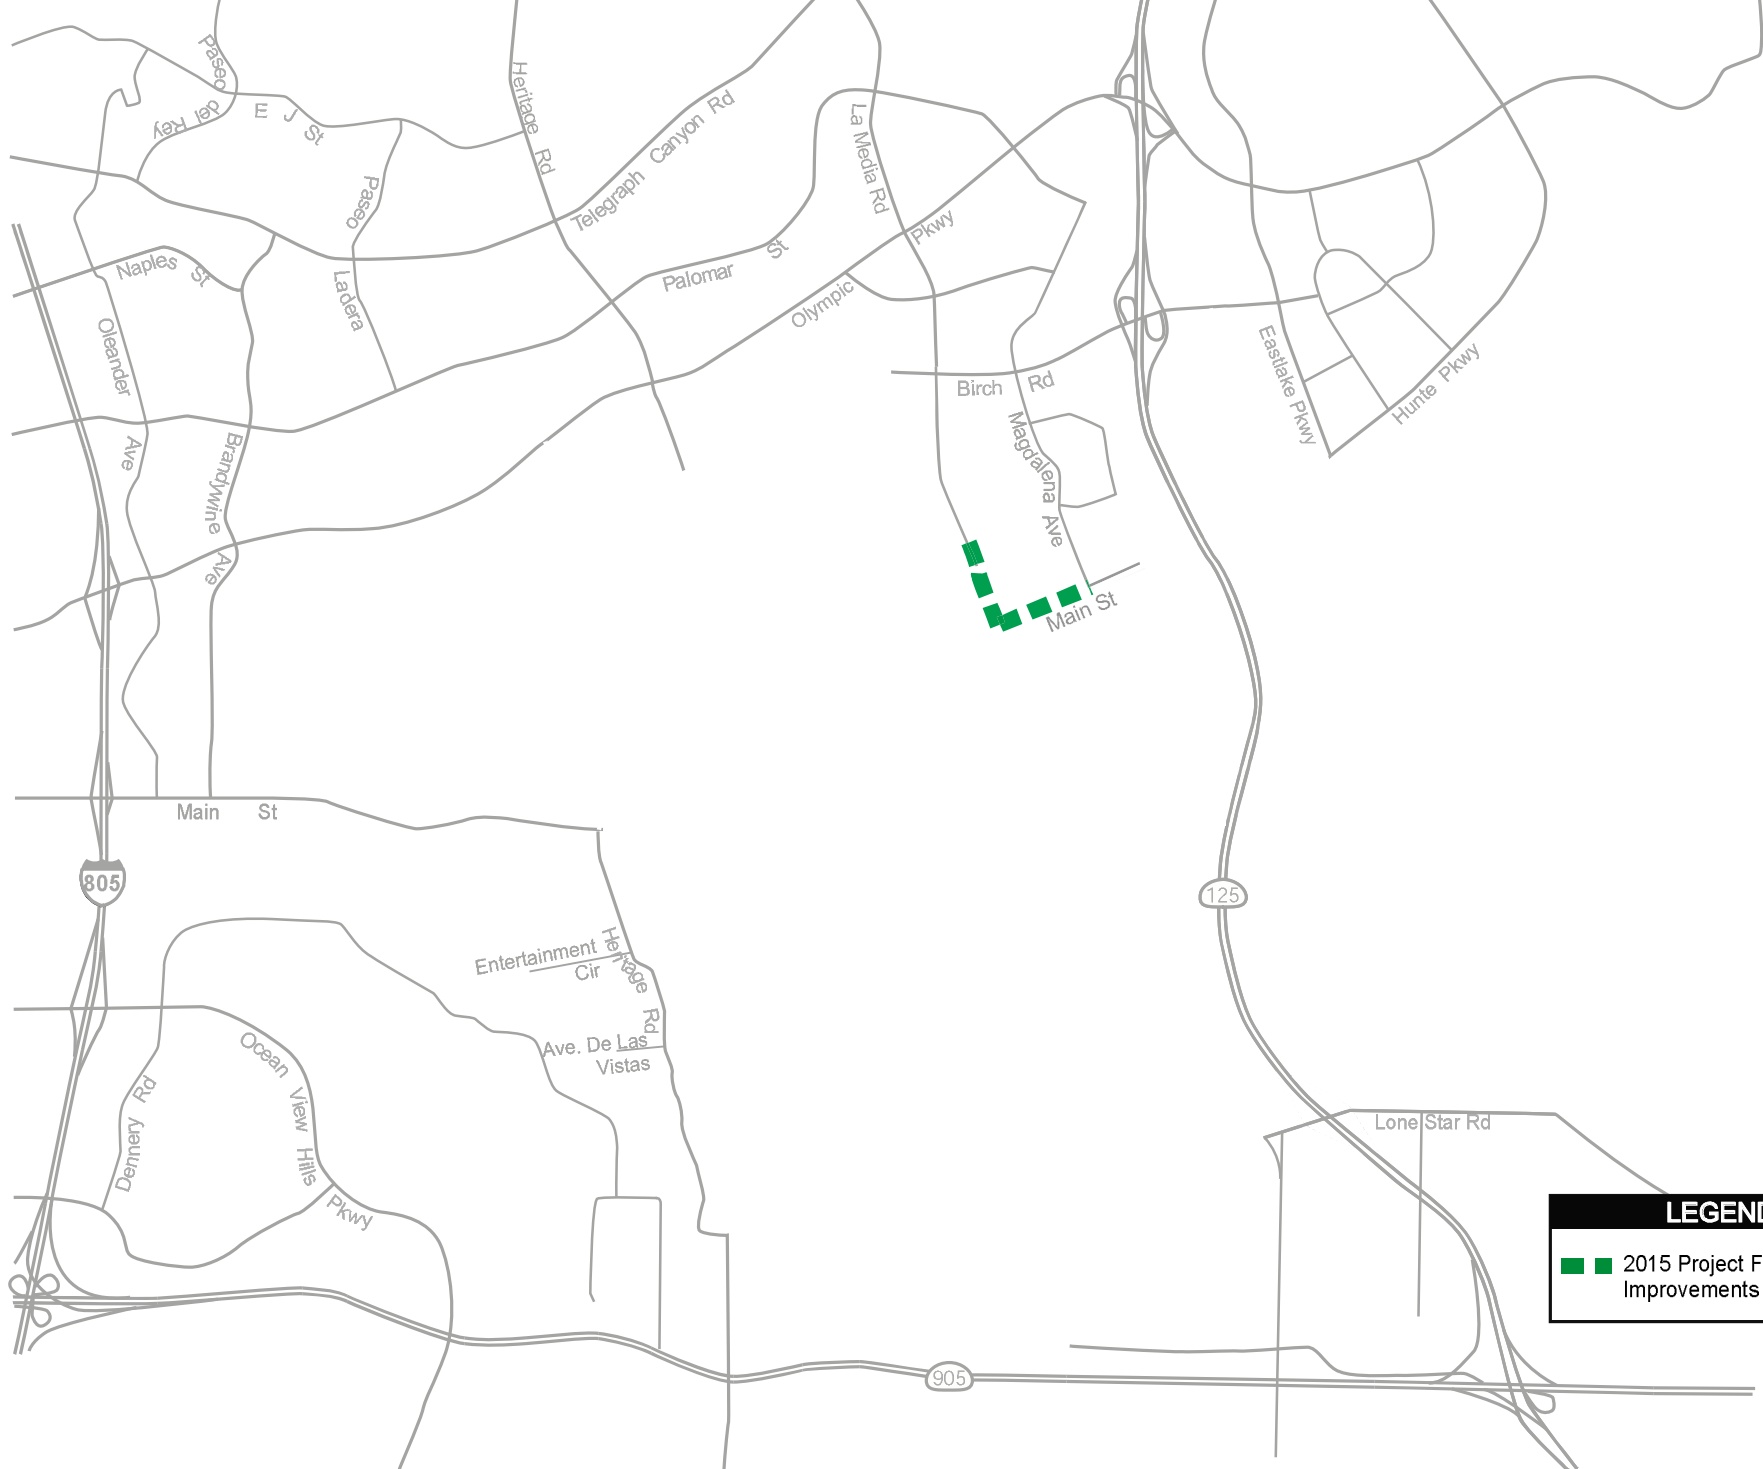 Paseo
del Rey
E J St
Heritage Rd
Telegraph Canyon Rd
La Media Rd
Paseo
Ladera
Naples St
Palomar St
Olympic
Pkwy
Oleander
Ave
Brandywine
Ave
Birch Rd
Magdalena Ave
Eastlake Pkwy
Hunte Pkwy
Main St
Main St
805
125
Entertainment
Cir
Heritage Rd
Ave. De Las
Vistas
Ocean View Hills
Pkwy
Dennery Rd
Lone Star Rd
905
LEGEND
2015 Project F
Improvements